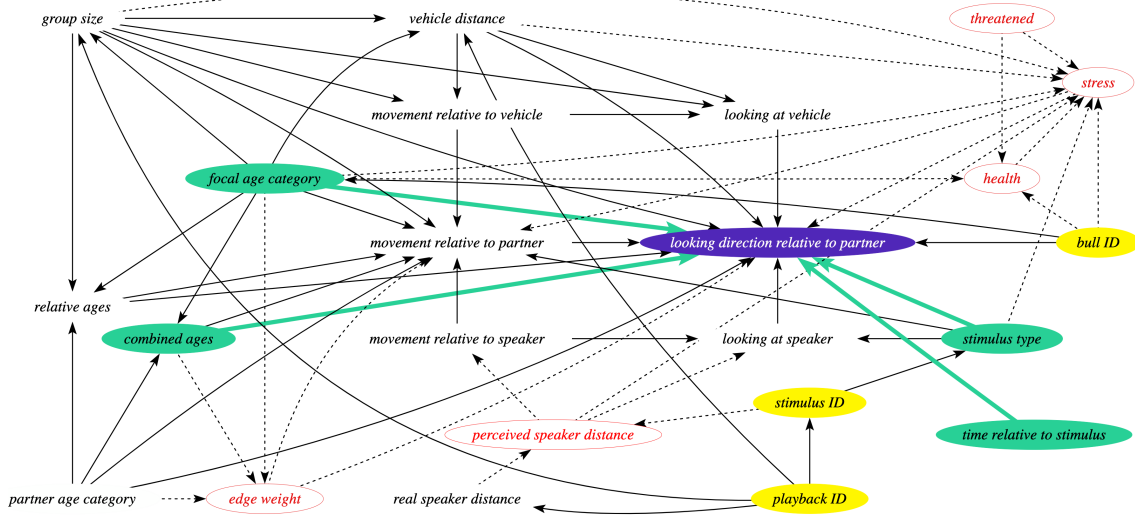 group size
vehicle distance
threatened
stress
movement relative to vehicle
looking at vehicle
focal age category
health
movement relative to partner
looking direction relative to partner
bull ID
relative ages
combined ages
movement relative to speaker
looking at speaker
stimulus type
stimulus ID
perceived speaker distance
time relative to stimulus
partner age category
edge weight
real speaker distance
playback ID